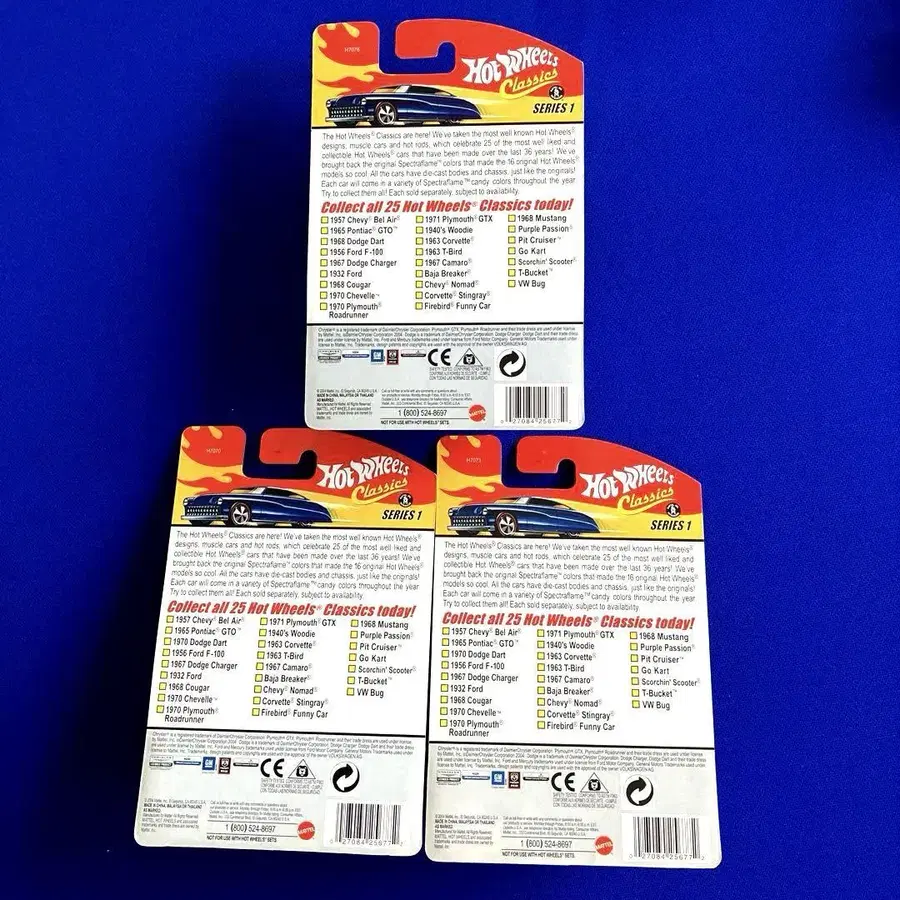 H7076
Hot Wheels
Classics
SERIES 1
The Hot Wheels® Classics are here! We've taken the most well known Hot Wheels®
designs, muscle cars and hot rods, which celebrate 25 of the most well liked and
collectible Hot Wheels® cars that have been made over the last 36 years! We've
brought back the original Spectraflame™ colors that made the 16 original Hot Wheels®
models so cool. All the cars have die-cast bodies and chassis, just like the originals!
Each car will come in a variety of Spectraflame™ candy colors throughout the year.
Try to collect them all! Each sold separately, subject to availability.
Collect all 25 Hot Wheels® Classics today!
1957 Chevy® Bel Air®
1965 Pontiac® GTO™
1968 Dodge Dart
1956 Ford F-100
1967 Dodge Charger
1932 Ford
1968 Cougar
1970 Chevelle™
1970 Plymouth®
Roadrunner
1971 Plymouth® GTX
1940's Woodie
1963 Corvette®
1963 T-Bird
1967 Camaro®
Baja Breaker®
Chevy® Nomad®
Corvette® Stingray®
Firebird® Funny Car
1968 Mustang
Purple Passion®
Pit Cruiser™
Go Kart
Scorchin' Scooter®
T-Bucket™
VW Bug
CE
1 (800) 524-8697
NOT FOR USE WITH HOT WHEELS® SETS.
MATTEL
0 27084 25677 2
H7070
Hot Wheels
Classics
SERIES 1
The Hot Wheels® Classics are here! We've taken the most well known Hot Wheels®
designs, muscle cars and hot rods, which celebrate 25 of the most well liked and
collectible Hot Wheels® cars that have been made over the last 36 years! We've
brought back the original Spectraflame™ colors that made the 16 original Hot Wheels®
models so cool. All the cars have die-cast bodies and chassis, just like the originals!
Each car will come in a variety of Spectraflame™ candy colors throughout the year.
Try to collect them all! Each sold separately, subject to availability.
Collect all 25 Hot Wheels® Classics today!
1957 Chevy® Bel Air®
1965 Pontiac® GTO™
1970 Dodge Dart
1956 Ford F-100
1967 Dodge Charger
1932 Ford
1968 Cougar
1970 Chevelle™
1970 Plymouth®
Roadrunner
1971 Plymouth® GTX
1940's Woodie
1963 Corvette®
1963 T-Bird
1967 Camaro®
Baja Breaker®
Chevy® Nomad®
Corvette® Stingray®
Firebird® Funny Car
1968 Mustang
Purple Passion®
Pit Cruiser™
Go Kart
Scorchin' Scooter®
T-Bucket™
VW Bug
CE
1 (800) 524-8697
NOT FOR USE WITH HOT WHEELS® SETS.
MATTEL
0 27084 25677 2
H7073
Hot Wheels
Classics
SERIES 1
The Hot Wheels® Classics are here! We've taken the most well known Hot Wheels®
designs, muscle cars and hot rods, which celebrate 25 of the most well liked and
collectible Hot Wheels® cars that have been made over the last 36 years! We've
brought back the original Spectraflame™ colors that made the 16 original Hot Wheels®
models so cool. All the cars have die-cast bodies and chassis, just like the originals!
Each car will come in a variety of Spectraflame™ candy colors throughout the year.
Try to collect them all! Each sold separately, subject to availability.
Collect all 25 Hot Wheels® Classics today!
1957 Chevy® Bel Air®
1965 Pontiac® GTO™
1970 Dodge Dart
1956 Ford F-100
1967 Dodge Charger
1932 Ford
1968 Cougar
1970 Chevelle™
1970 Plymouth®
Roadrunner
1971 Plymouth® GTX
1940's Woodie
1963 Corvette®
1963 T-Bird
1967 Camaro®
Baja Breaker®
Chevy® Nomad®
Corvette® Stingray®
Firebird® Funny Car
1968 Mustang
Purple Passion®
Pit Cruiser™
Go Kart
Scorchin' Scooter®
T-Bucket™
VW Bug
CE
1 (800) 524-8697
NOT FOR USE WITH HOT WHEELS® SETS.
MATTEL
0 27084 25677 2